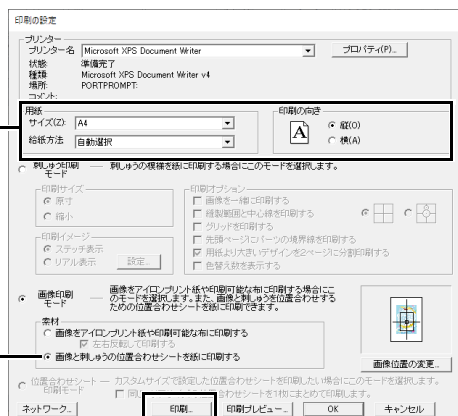 印刷の設定
プリンター
プリンター名 Microsoft XPS Document Writer プロパティ(P)...
状態: 準備完了
種類: Microsoft XPS Document Writer v4
場所: PORTPROMPT:
コメント:
用紙
サイズ(Z): A4
給紙方法 自動選択
印刷の向き
A
縦(O)
横(A)
刺しゅう印刷モード ― 刺しゅうの模様を紙に印刷する場合にこのモードを選択します。
印刷サイズ
原寸
縮小
印刷イメージ
ステッチ表示
リアル表示 設定...
印刷オプション
画像を一緒に印刷する
縫製範囲と中心線を印刷する
グリッドを印刷する
先頭ページにパーツの境界線を印刷する
用紙より大きいデザインを2ページに分割印刷する
色替え数を表示する
画像印刷モード ― 画像をアイロンプリント紙や印刷可能な布に印刷する場合に
このモードを選択します。また、画像と刺しゅうを位置合わせする
ための位置合わせシートを紙に印刷できます。
素材
画像をアイロンプリント紙や印刷可能な布に印刷する
左右反転して印刷する
画像と刺しゅうの位置合わせシートを紙に印刷する
画像位置の変更...
位置合わせシート印刷モード ― カスタムサイズで設定した位置合わせシートを印刷したい場合にこのモードを選択します。
ネットワーク... 印刷... 印刷プレビュー... OK キャンセル